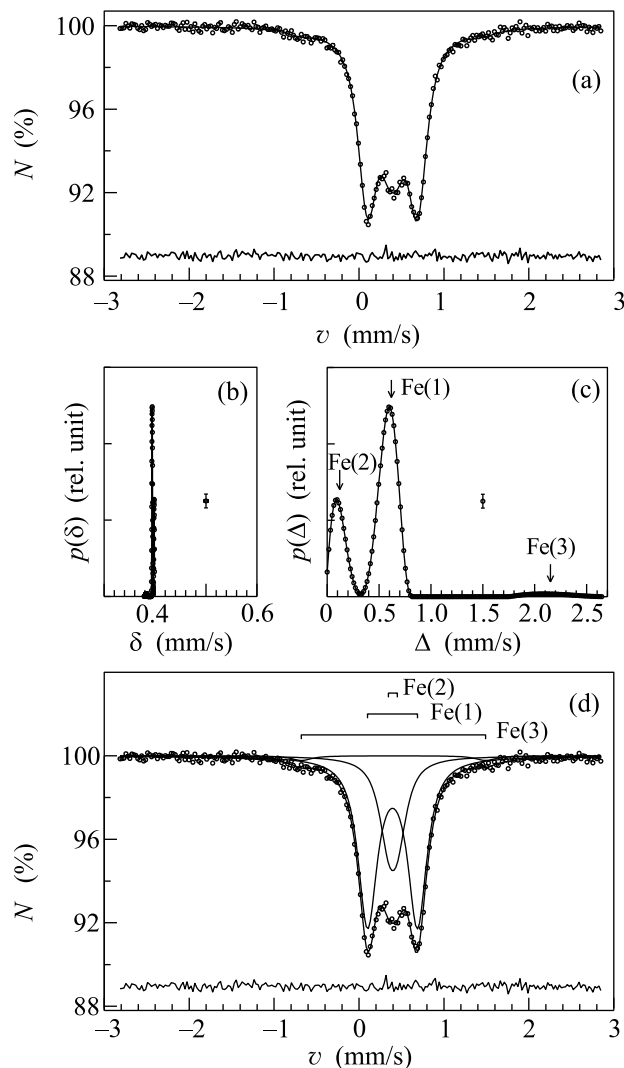 100
96
92
88
N (%)
(a)
−3 −2 −1 0 1 2 3
v (mm/s)
(b)
p(δ) (rel. unit)
0.4 0.6
δ (mm/s)
(c)
Fe(1)
Fe(2)
Fe(3)
p(Δ) (rel. unit)
0 0.5 1.0 1.5 2.0 2.5
Δ (mm/s)
(d)
Fe(2)
Fe(1)
Fe(3)
100
96
92
88
N (%)
−3 −2 −1 0 1 2 3
v (mm/s)